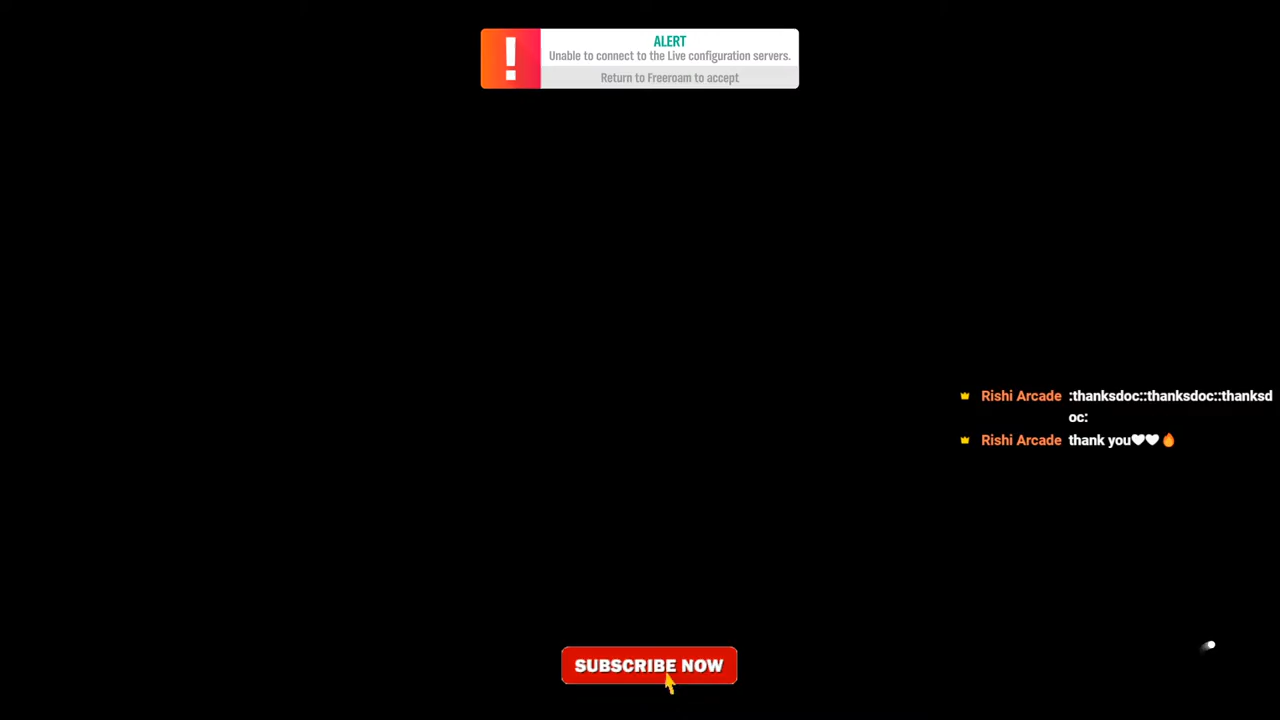 !
ALERT
Unable to connect to the Live configuration servers.
Return to Freeroam to accept
Rishi Arcade :thanksdoc::thanksdoc::thanksd
oc:
Rishi Arcade thank you🤍🤍🔥
SUBSCRIBE NOW